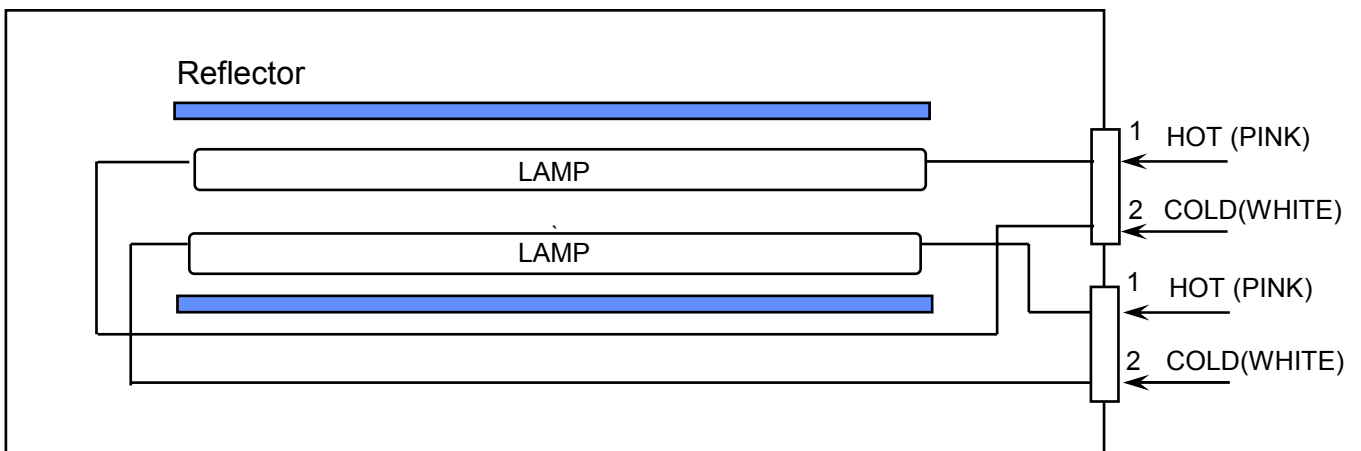 Reflector
LAMP
LAMP
1 HOT (PINK)
2 COLD(WHITE)
1 HOT (PINK)
2 COLD(WHITE)